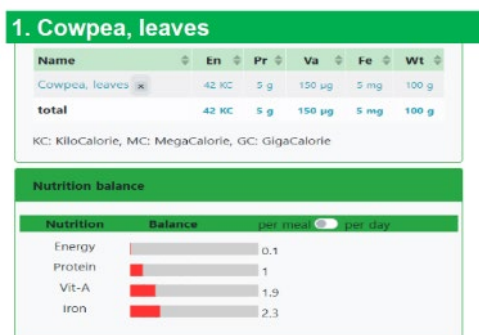 1. Cowpea, leaves
Name En Pr Va Fe Wt
Cowpea, leaves × 42 KC 5 g 150 µg 5 mg 100 g
total 42 KC 5 g 150 µg 5 mg 100 g
KC: KiloCalorie, MC: MegaCalorie, GC: GigaCalorie
Nutrition balance
Nutrition Balance per meal per day
Energy 0.1
Protein 1
Vit-A 1.9
Iron 2.3